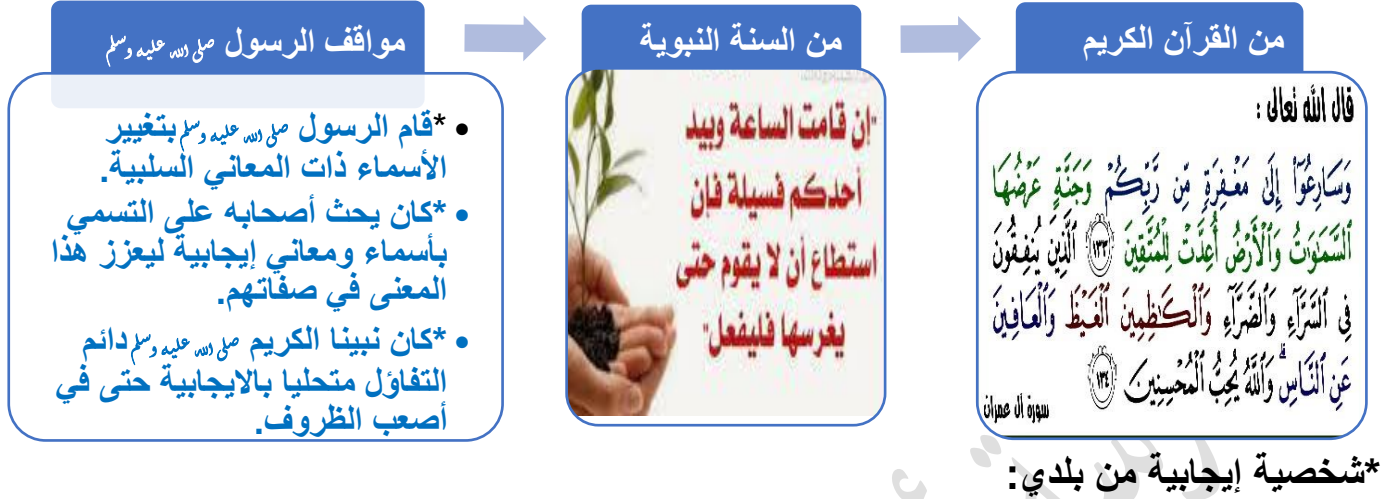 من القرآن الكريم
قال الله تعالى :
وَسَارِعُوٓا۟ إِلَىٰ مَغْفِرَةٍ مِّن رَّبِّكُمْ وَجَنَّةٍ عَرْضُهَا
ٱلسَّمَٰوَٰتُ وَٱلْأَرْضُ أُعِدَّتْ لِلْمُتَّقِينَ ﴿١٣٣﴾ ٱلَّذِينَ يُنفِقُونَ
فِى ٱلسَّرَّآءِ وَٱلضَّرَّآءِ وَٱلْكَٰظِمِينَ ٱلْغَيْظَ وَٱلْعَافِينَ
عَنِ ٱلنَّاسِ ۗ وَٱللَّهُ يُحِبُّ ٱلْمُحْسِنِينَ ﴿١٣٤﴾
سورة آل عمران
من السنة النبوية
"إن قامت الساعة وبيد
أحدكم فسيلة فإن
استطاع أن لا يقوم حتى
يغرسها فليفعل"
مواقف الرسول صلى الله عليه وسلم
• *قام الرسول صلى الله عليه وسلم بتغيير
الأسماء ذات المعاني السلبية.
• *كان يحث أصحابه على التسمي
بأسماء ومعاني إيجابية ليعزز هذا
المعنى في صفاتهم.
• *كان نبينا الكريم صلى الله عليه وسلم دائم
التفاؤل متحليا بالايجابية حتى في
أصعب الظروف.
*شخصية إيجابية من بلدي: